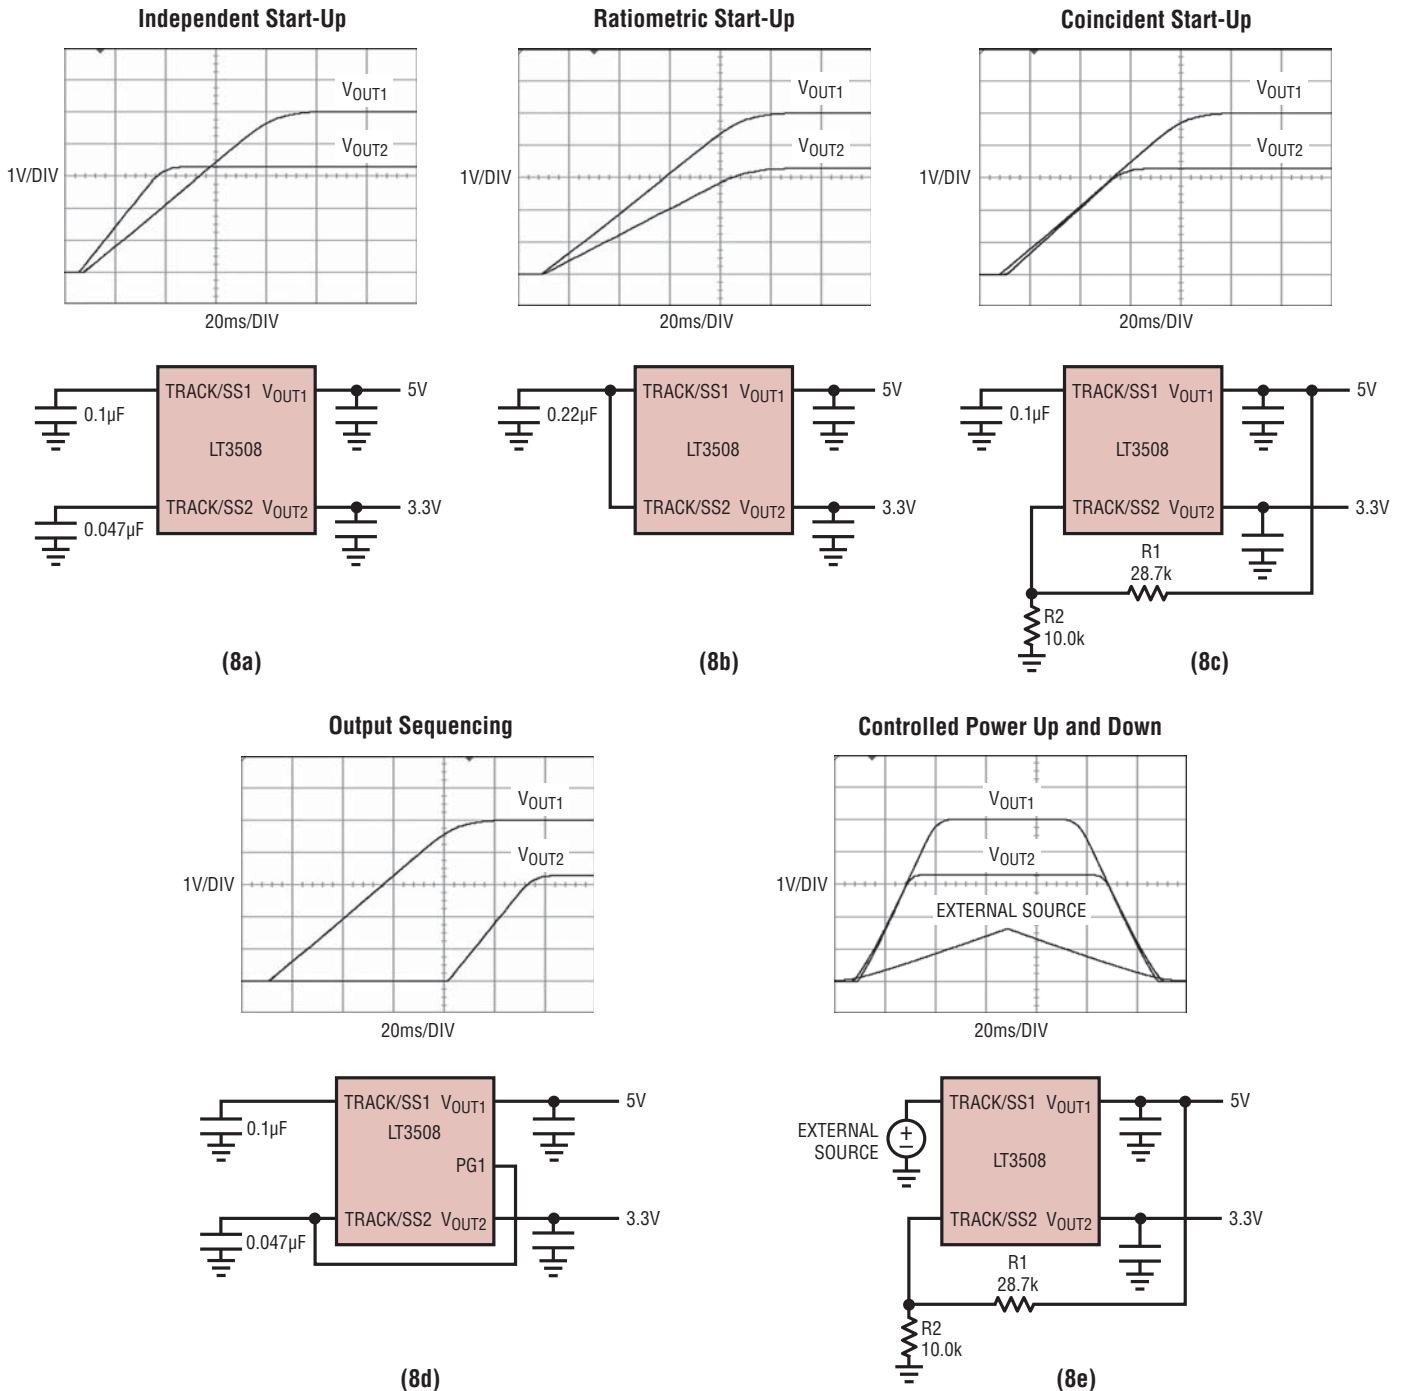 Independent Start-Up
VOUT1
VOUT2
1V/DIV
20ms/DIV
TRACK/SS1 VOUT1
5V
0.1µF
LT3508
TRACK/SS2 VOUT2
3.3V
0.047µF
(8a)
Ratiometric Start-Up
VOUT1
VOUT2
1V/DIV
20ms/DIV
TRACK/SS1 VOUT1
5V
0.22µF
LT3508
TRACK/SS2 VOUT2
3.3V
(8b)
Coincident Start-Up
VOUT1
VOUT2
1V/DIV
20ms/DIV
TRACK/SS1 VOUT1
5V
0.1µF
LT3508
TRACK/SS2 VOUT2
3.3V
R1
28.7k
R2
10.0k
(8c)
Output Sequencing
VOUT1
VOUT2
1V/DIV
20ms/DIV
TRACK/SS1 VOUT1
5V
0.1µF
LT3508
PG1
TRACK/SS2 VOUT2
3.3V
0.047µF
(8d)
Controlled Power Up and Down
VOUT1
VOUT2
1V/DIV
EXTERNAL SOURCE
20ms/DIV
TRACK/SS1 VOUT1
5V
EXTERNAL
SOURCE
+
–
LT3508
TRACK/SS2 VOUT2
3.3V
R1
28.7k
R2
10.0k
(8e)